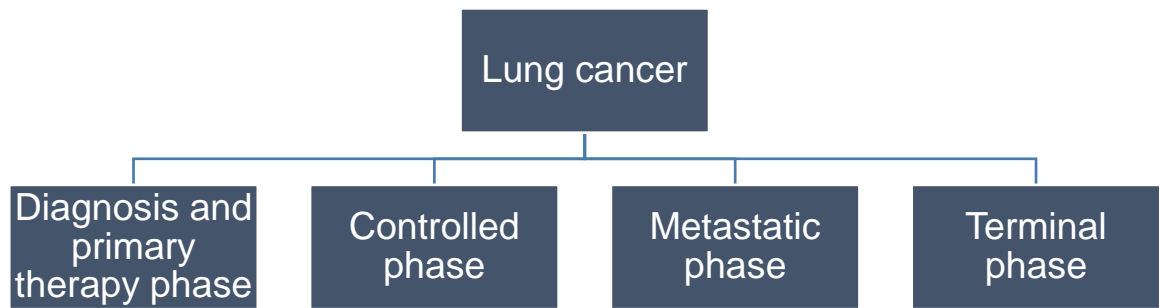 Lung cancer
Diagnosis and
primary
therapy phase
Controlled
phase
Metastatic
phase
Terminal
phase